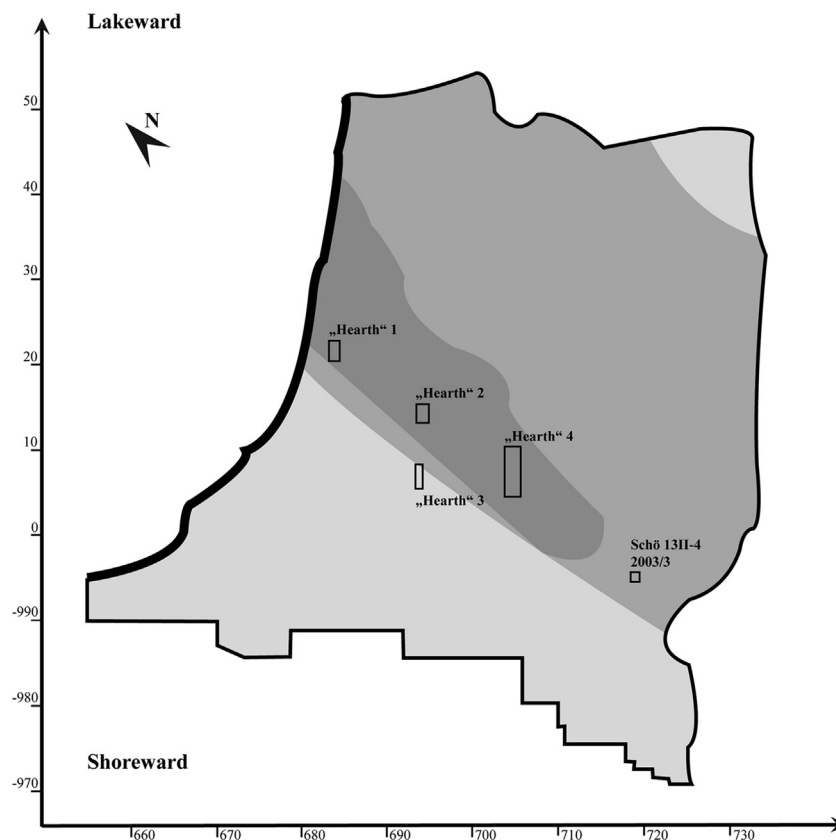 Lakeward
50
N
40
30
„Hearth“ 1
20
„Hearth“ 2
„Hearth“ 4
10
„Hearth“ 3
0
Schö 13II-4
2003/3
-990
-980
Shoreward
-970
660 670 680 690 700 710 720 730